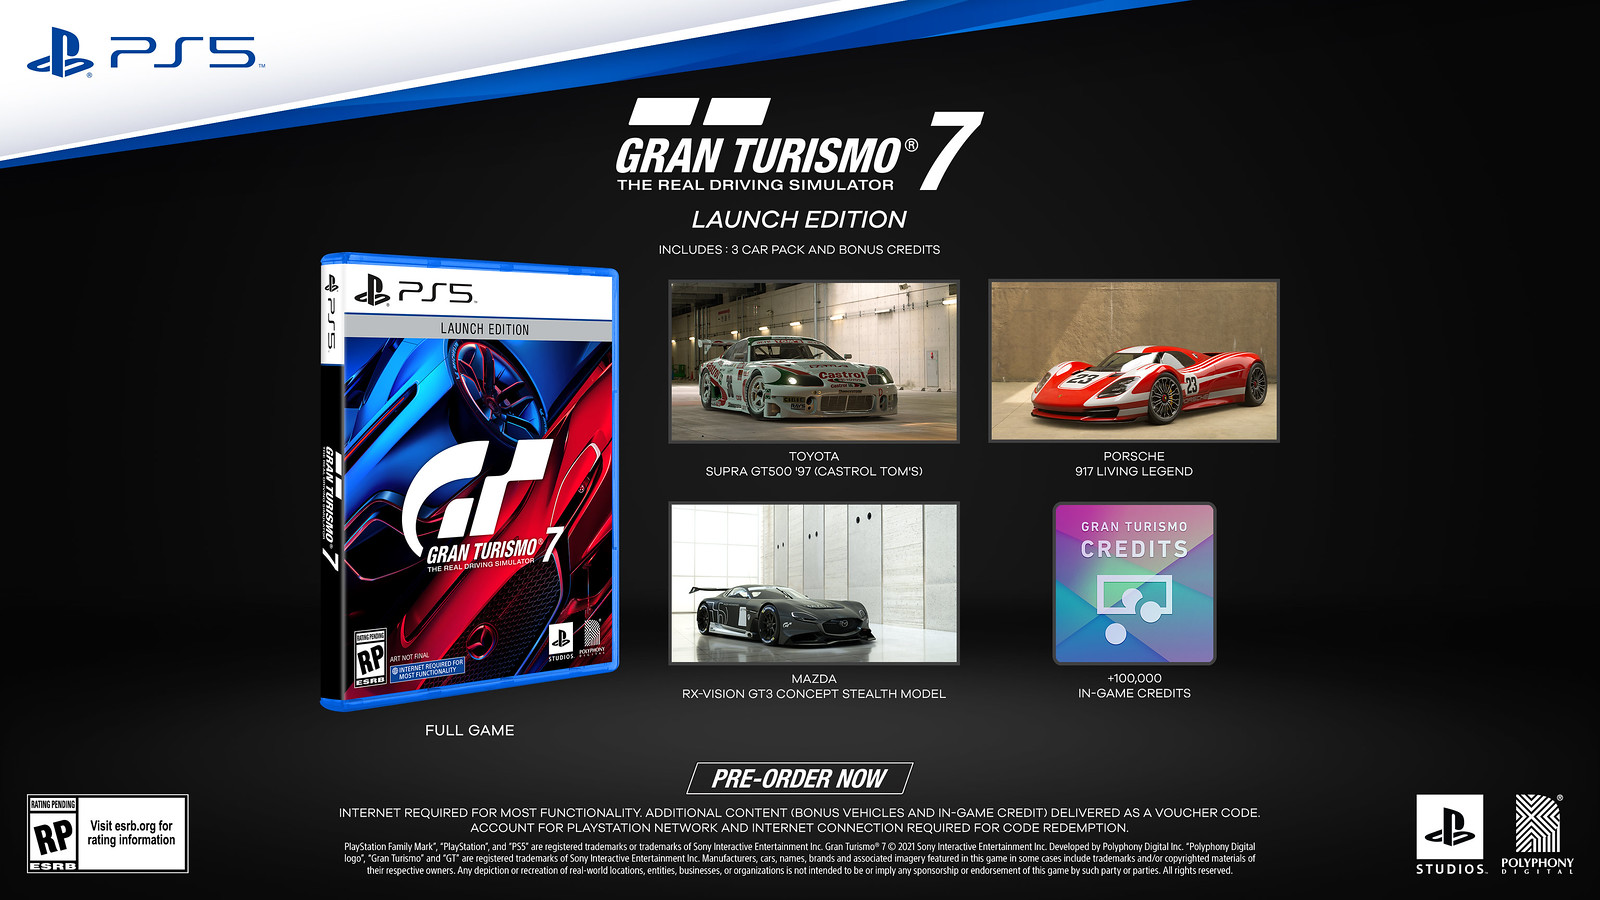 PS5™
GRAN TURISMO® 7
THE REAL DRIVING SIMULATOR
LAUNCH EDITION
INCLUDES : 3 CAR PACK AND BONUS CREDITS
PS5
PS5
LAUNCH EDITION
GRAN TURISMO® 7
GRAN TURISMO® 7
THE REAL DRIVING SIMULATOR
RATING PENDING
RP
ESRB
ART NOT FINAL
INTERNET REQUIRED FOR
MOST FUNCTIONALITY
STUDIOS
POLYPHONY
DIGITAL
FULL GAME
Castrol
TOYOTA
SUPRA GT500 '97 (CASTROL TOM'S)
23
23
PORSCHE
917 LIVING LEGEND
MAZDA
RX-VISION GT3 CONCEPT STEALTH MODEL
GRAN TURISMO
CREDITS
+100,000
IN-GAME CREDITS
PRE-ORDER NOW
INTERNET REQUIRED FOR MOST FUNCTIONALITY. ADDITIONAL CONTENT (BONUS VEHICLES AND IN-GAME CREDIT) DELIVERED AS A VOUCHER CODE.
ACCOUNT FOR PLAYSTATION NETWORK AND INTERNET CONNECTION REQUIRED FOR CODE REDEMPTION.
PlayStation Family Mark", "PlayStation", and "PS5" are registered trademarks or trademarks of Sony Interactive Entertainment Inc. Gran Turismo® 7 © 2021 Sony Interactive Entertainment Inc. Developed by Polyphony Digital Inc. "Polyphony Digital
logo", "Gran Turismo" and "GT" are registered trademarks of Sony Interactive Entertainment Inc. Manufacturers, cars, names, brands and associated imagery featured in this game in some cases include trademarks and/or copyrighted materials of
their respective owners. Any depiction or recreation of real-world locations, entities, businesses, or organizations is not intended to be or imply any sponsorship or endorsement of this game by such party or parties. All rights reserved.
RATING PENDING
RP
ESRB
Visit esrb.org for
rating information
STUDIOS™
POLYPHONY
DIGITAL